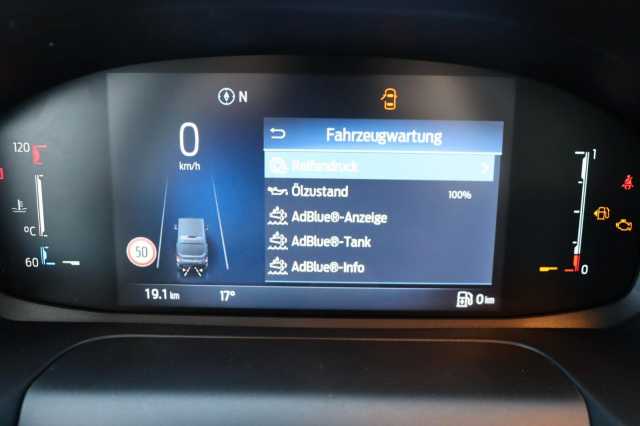 N
120
0
km/h
Fahrzeugwartung
1
Reifendruck
Ölzustand 100%
AdBlue®-Anzeige
°C
AdBlue®-Tank
50
AdBlue®-Info
60
0
19.1 km 17° 0 km